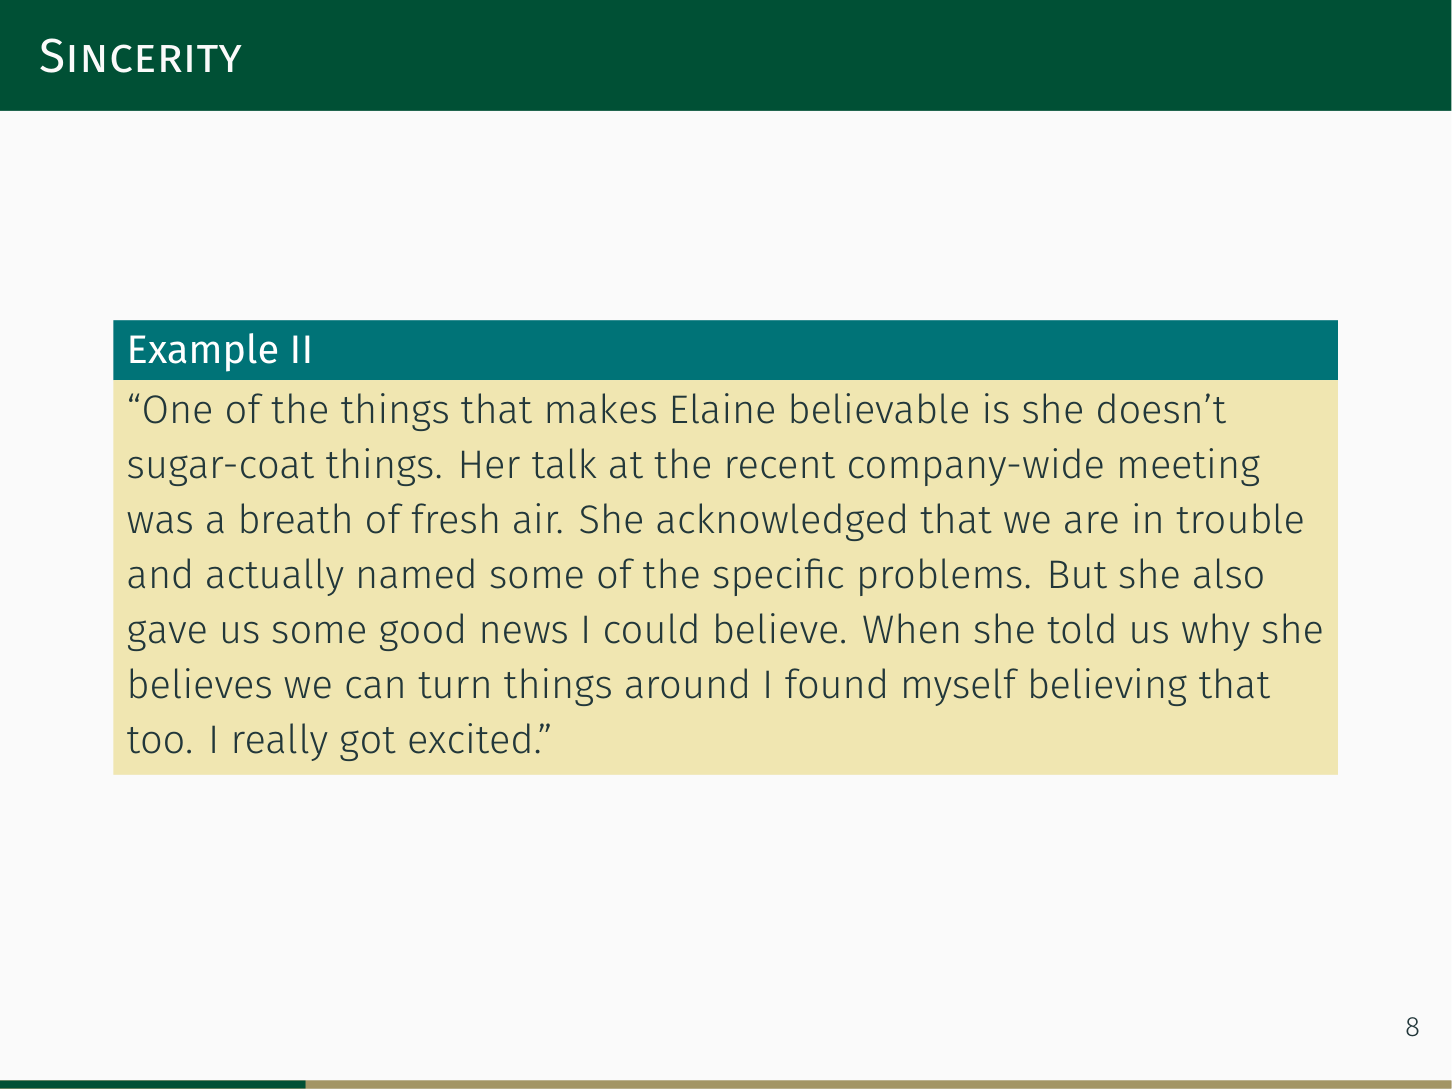 Sincerity
Example II
“One of the things that makes Elaine believable is she doesn’t
sugar-coat things. Her talk at the recent company-wide meeting
was a breath of fresh air. She acknowledged that we are in trouble
and actually named some of the specific problems. But she also
gave us some good news I could believe. When she told us why she
believes we can turn things around I found myself believing that
too. I really got excited.”
8